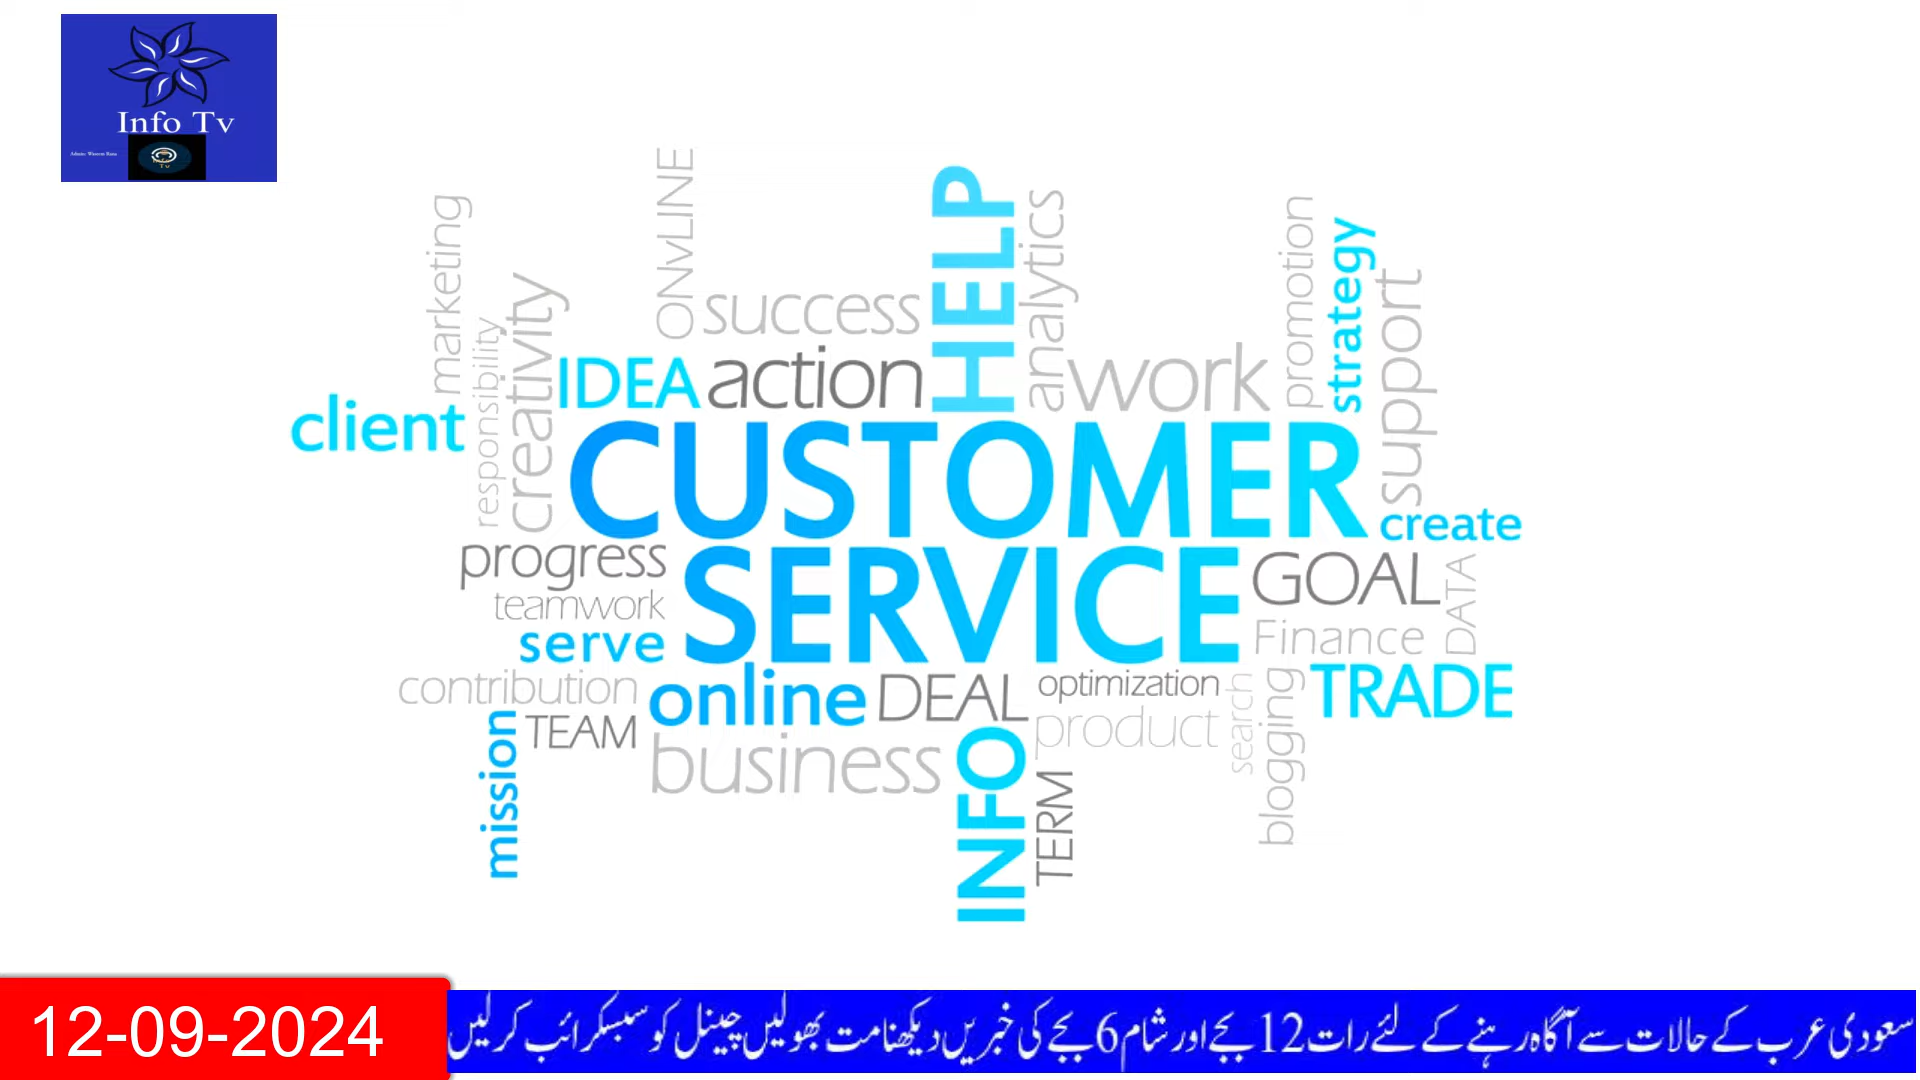 Info Tv
ONvLINE
HELP
analytics
marketing
promotion
strategy
support
responsibility
creativity
success
IDEA
action
work
client
CUSTOMER
create
progress
SERVICE
GOAL
DATA
teamwork
serve
Finance
contribution
online
DEAL
optimization
search
blogging
TRADE
mission
TEAM
business
INFO
product
TERM
12-09-2024
سعودی عرب کے حالات سے آگاہ رہنے کے لئے رات 12 بجے اور شام 6 بجے کی خبریں دیکھنا مت بھولیں چینل کو سبسکرائب کر لیں